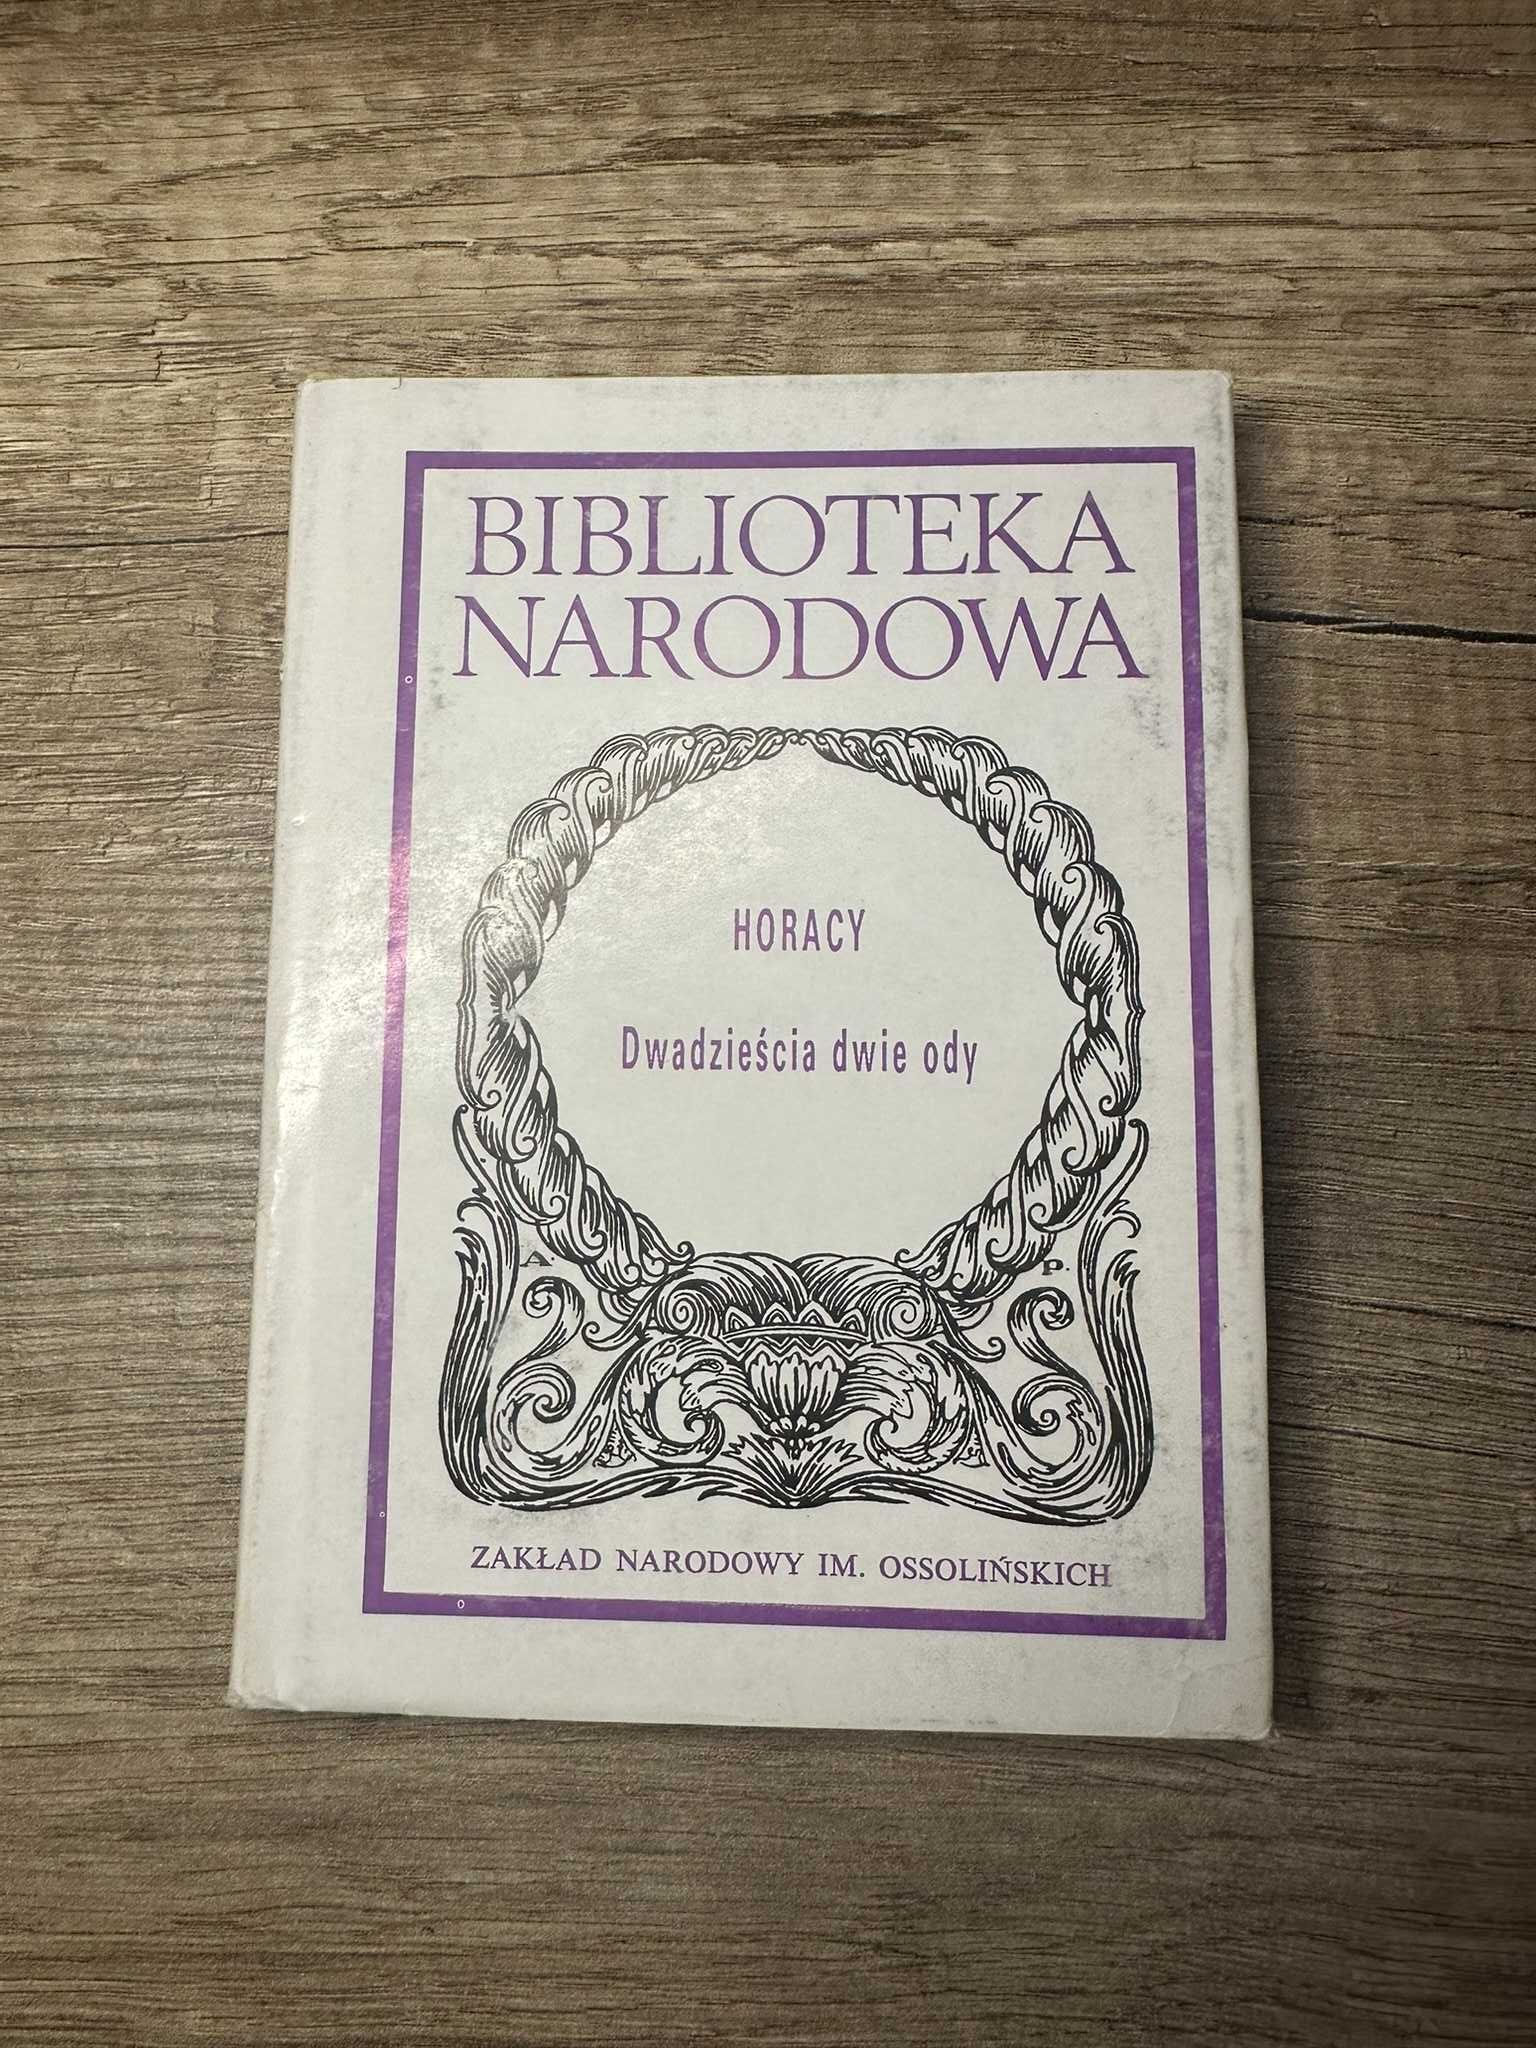 BIBLIOTEKA
NARODOWA
HORACY
Dwadzieścia dwie ody
A P.
ZAKŁAD NARODOWY IM. OSSOLIŃSKICH